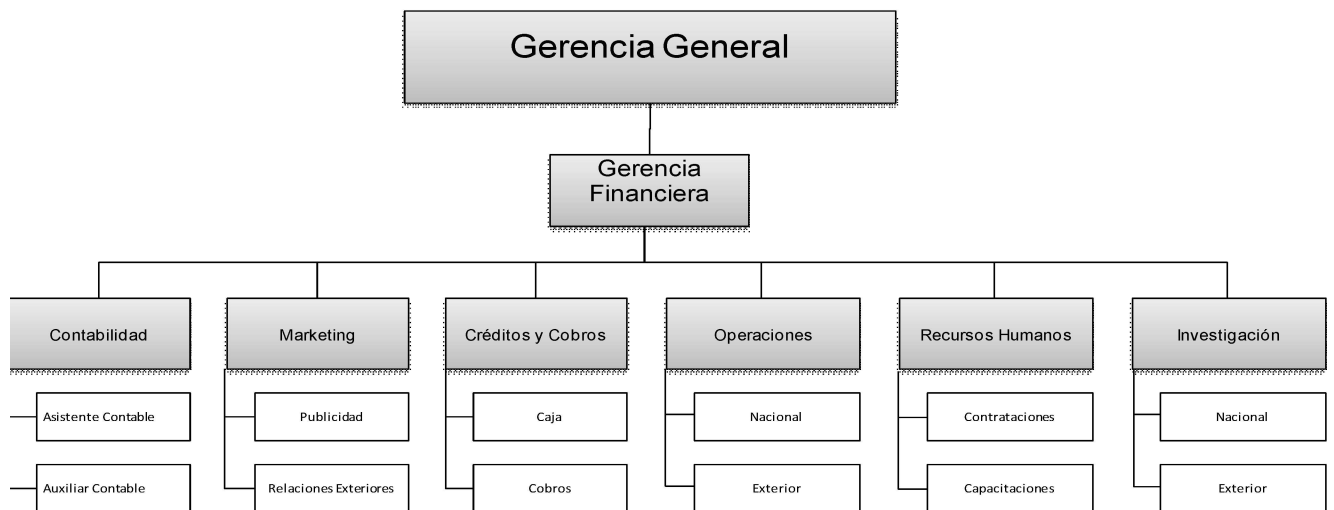 Gerencia General
Gerencia
Financiera
Contabilidad
Marketing
Créditos y Cobros
Operaciones
Recursos Humanos
Investigación
Asistente Contable
Publicidad
Caja
Nacional
Contrataciones
Nacional
Auxiliar Contable
Relaciones Exteriores
Cobros
Exterior
Capacitaciones
Exterior